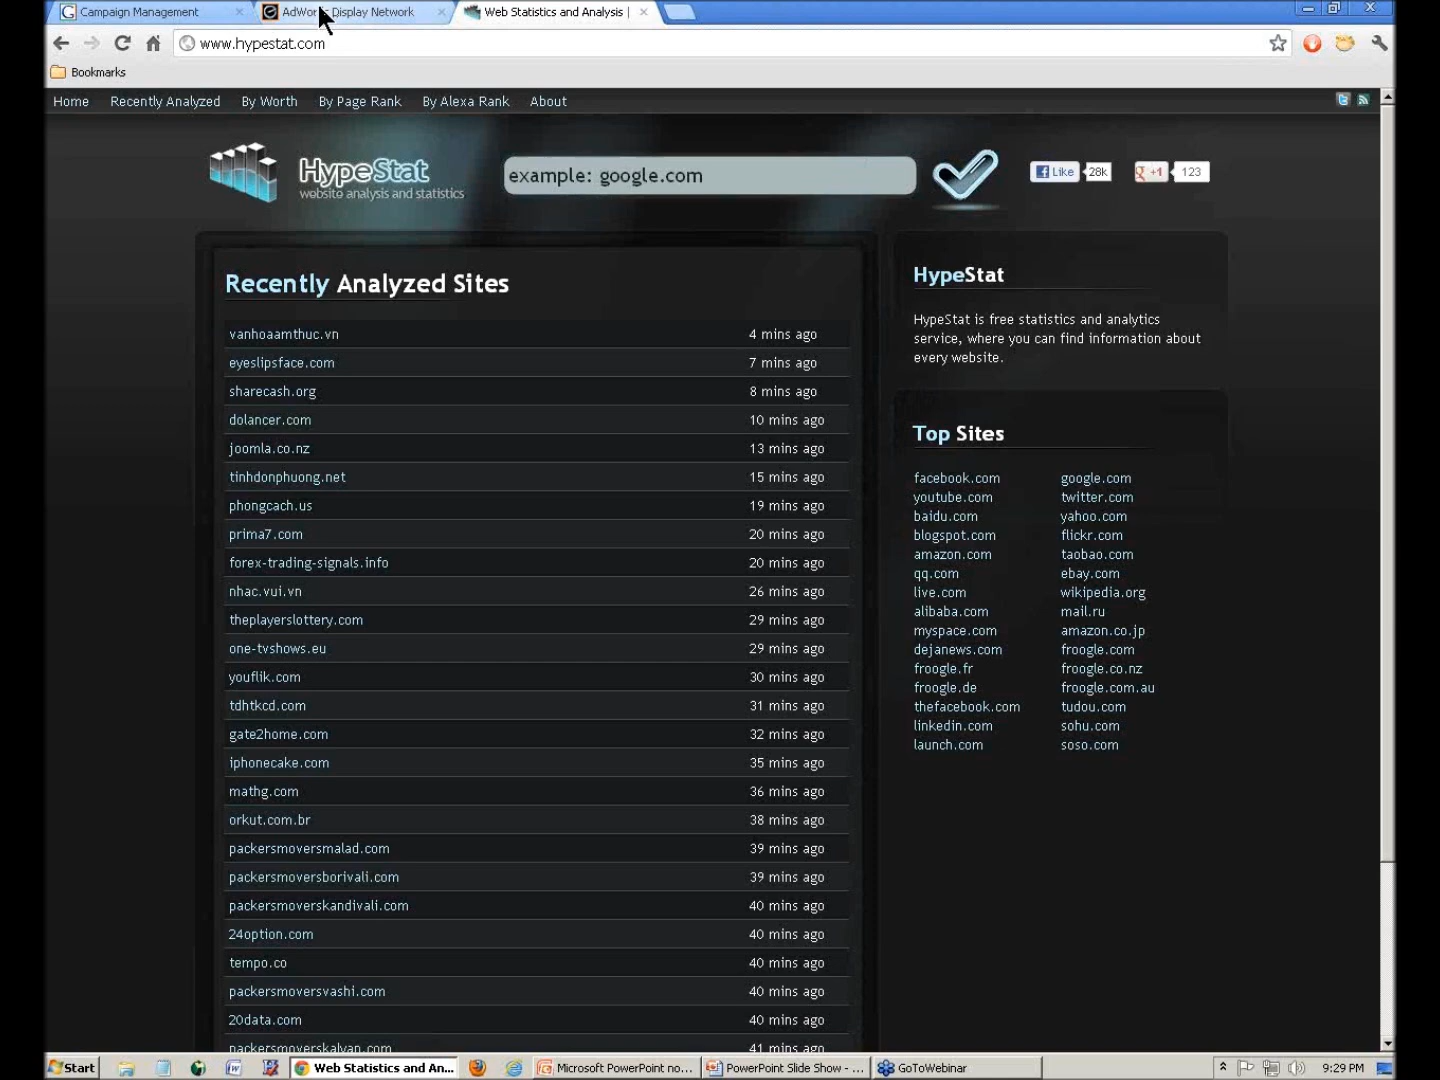 Campaign Management
AdWor Display Network
Web Statistics and Analysis |
www.hypestat.com
Bookmarks
Home Recently Analyzed By Worth By Page Rank By Alexa Rank About
HypeStat
website analysis and statistics
example: google.com
Like 28k
+1 123
Recently Analyzed Sites
vanhoaamthuc.vn 4 mins ago
eyeslipsface.com 7 mins ago
sharecash.org 8 mins ago
dolancer.com 10 mins ago
joomla.co.nz 13 mins ago
tinhdonphuong.net 15 mins ago
phongcach.us 19 mins ago
prima7.com 20 mins ago
forex-trading-signals.info 20 mins ago
nhac.vui.vn 26 mins ago
theplayerslottery.com 29 mins ago
one-tvshows.eu 29 mins ago
youflik.com 30 mins ago
tdhtkcd.com 31 mins ago
gate2home.com 32 mins ago
iphonecake.com 35 mins ago
mathg.com 36 mins ago
orkut.com.br 38 mins ago
packersmoversmalad.com 39 mins ago
packersmoversborivali.com 39 mins ago
packersmoverskandivali.com 40 mins ago
24option.com 40 mins ago
tempo.co 40 mins ago
packersmoversvashi.com 40 mins ago
20data.com 40 mins ago
packersmoverskalyan.com 41 mins ago
HypeStat
HypeStat is free statistics and analytics
service, where you can find information about
every website.
Top Sites
facebook.com google.com
youtube.com twitter.com
baidu.com yahoo.com
blogspot.com flickr.com
amazon.com taobao.com
qq.com ebay.com
live.com wikipedia.org
alibaba.com mail.ru
myspace.com amazon.co.jp
dejanews.com froogle.com
froogle.fr froogle.co.nz
froogle.de froogle.com.au
thefacebook.com tudou.com
linkedin.com sohu.com
launch.com soso.com
Start
Web Statistics and An...
Microsoft PowerPoint no...
PowerPoint Slide Show - ...
GoToWebinar
9:29 PM